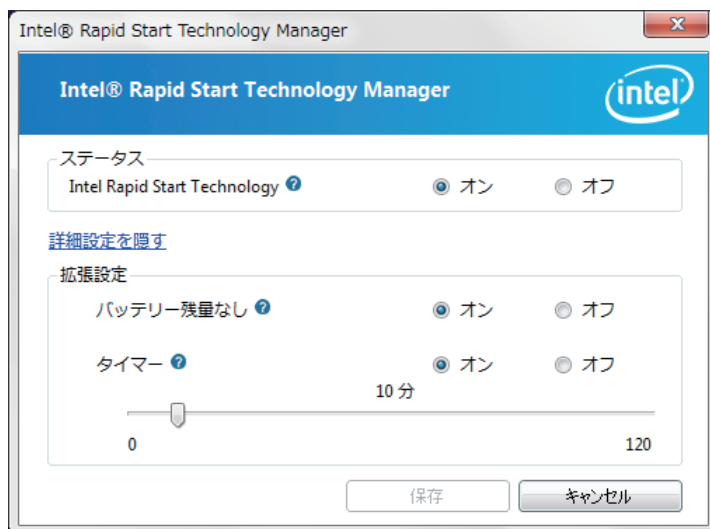 Intel® Rapid Start Technology Manager
Intel® Rapid Start Technology Manager
intel
ステータス
Intel Rapid Start Technology ? オン オフ
詳細設定を隠す
拡張設定
バッテリー残量なし ? オン オフ
タイマー ? オン オフ
10 分
0 120
保存 キャンセル